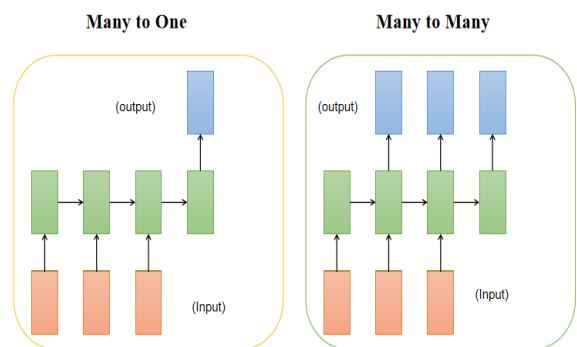 Many to One
Many to Many
(output)
(output)
(Input)
(Input)